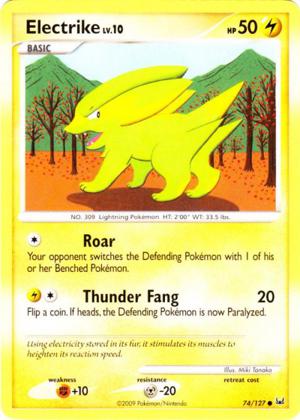 Electrike LV.10 HP 50
BASIC
NO. 309 Lightning Pokémon HT: 2'00" WT: 33.5 lbs.
Roar
Your opponent switches the Defending Pokémon with 1 of his
or her Benched Pokémon.
Thunder Fang 20
Flip a coin. If heads, the Defending Pokémon is now Paralyzed.
Using electricity stored in its fur, it stimulates its muscles to
heighten its reaction speed.
Illus. Miki Tanaka
weakness resistance retreat cost
+10 -20
©2009 Pokémon/Nintendo 74/127